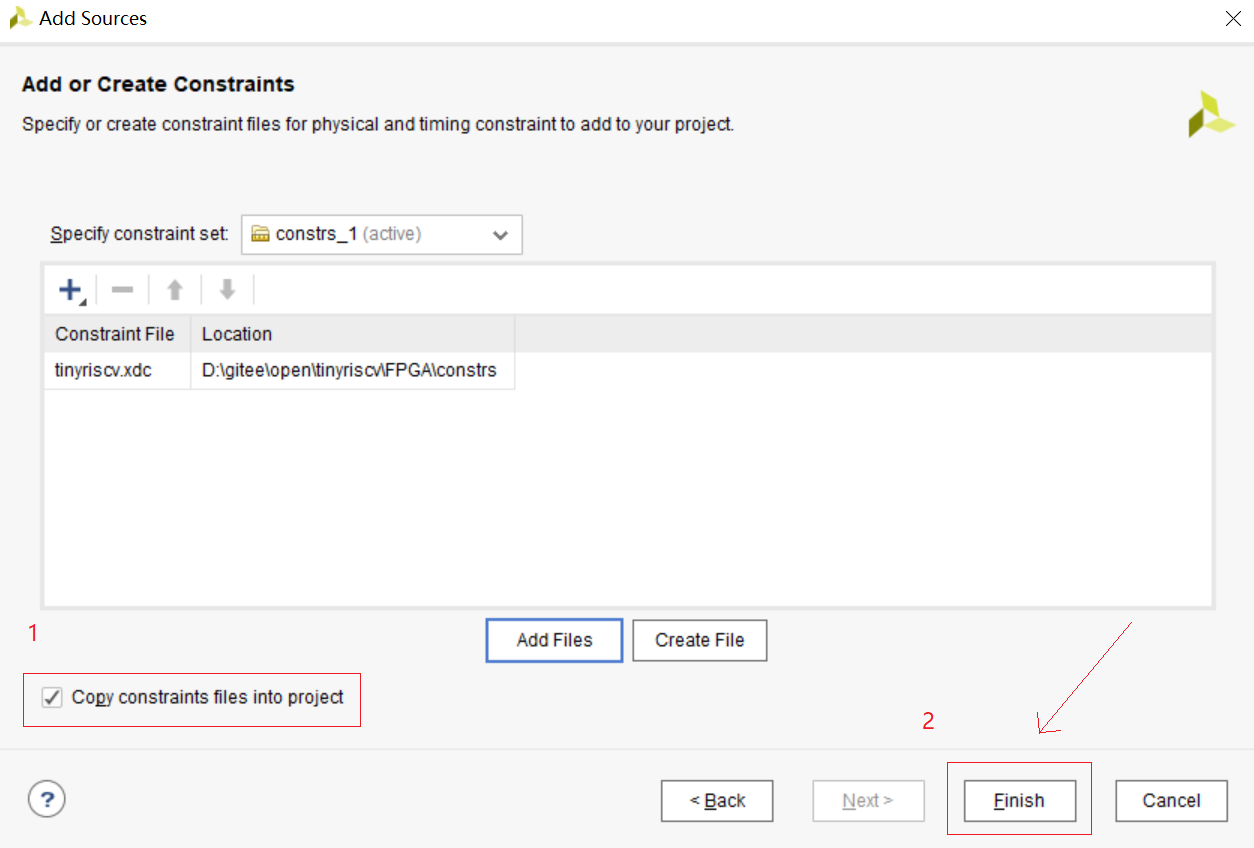 Add Sources
Add or Create Constraints
Specify or create constraint files for physical and timing constraint to add to your project.
Specify constraint set: constrs_1 (active)
Constraint File Location
tinyriscv.xdc D:\gitee\open\tinyriscv\FPGA\constrs
1
Add Files Create File
Copy constraints files into project
2
? < Back Next > Finish Cancel